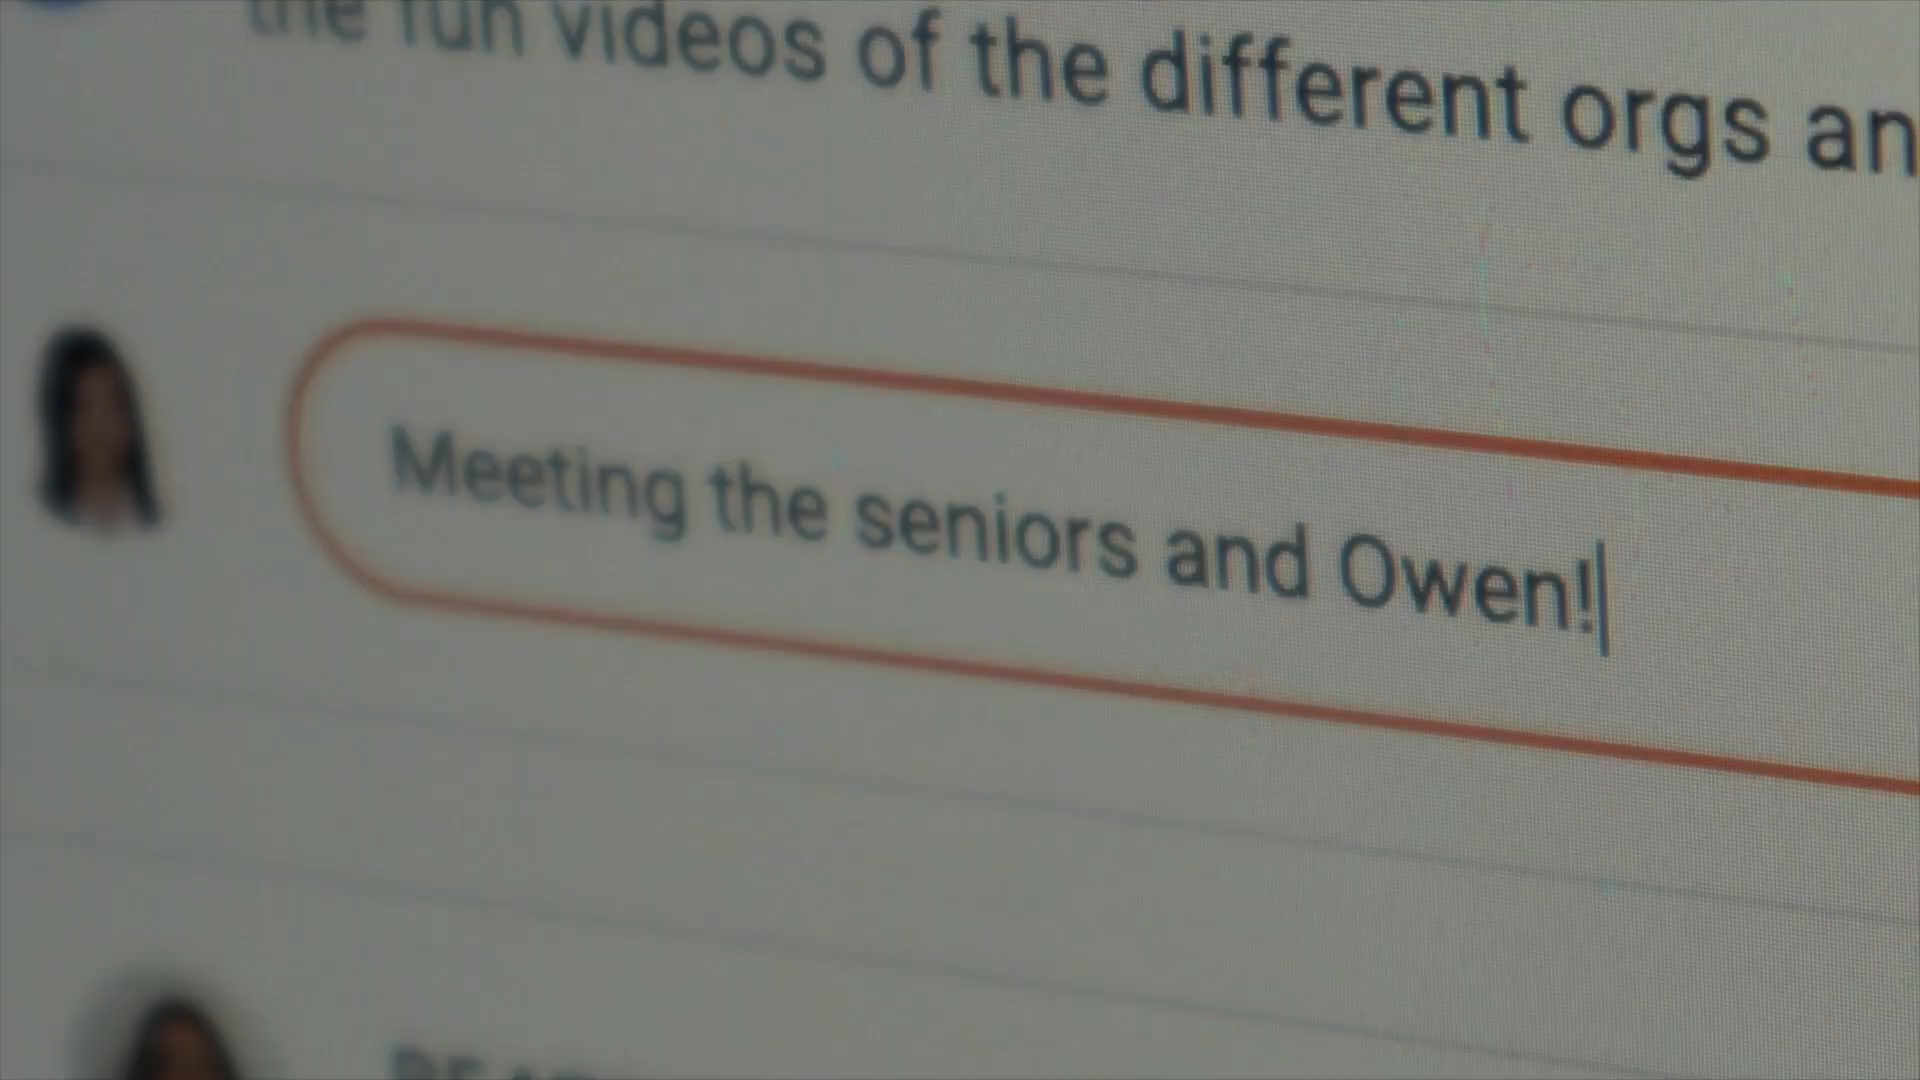 the fun videos of the different orgs an
Meeting the seniors and Owen!